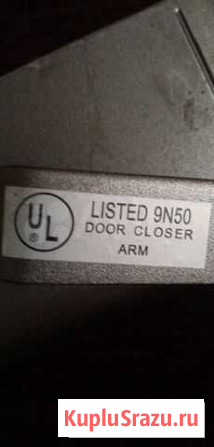 UL
®
LISTED 9N50
DOOR CLOSER
ARM
KupluSrazu.ru